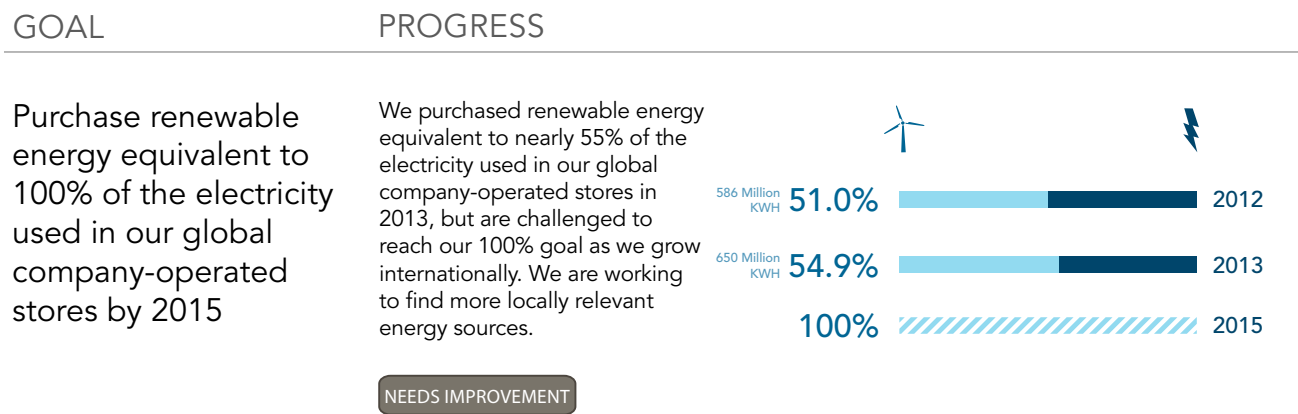 GOAL
PROGRESS
Purchase renewable
energy equivalent to
100% of the electricity
used in our global
company-operated
stores by 2015
We purchased renewable energy
equivalent to nearly 55% of the
electricity used in our global
company-operated stores in
2013, but are challenged to
reach our 100% goal as we grow
internationally. We are working
to find more locally relevant
energy sources.
NEEDS IMPROVEMENT
586 Million
KWH
51.0%
2012
650 Million
KWH
54.9%
2013
100%
2015